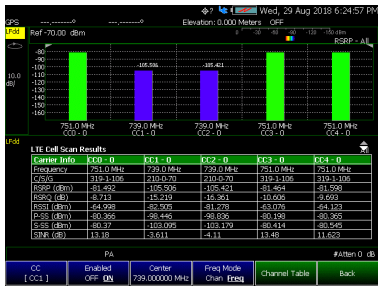 Wed, 29 Aug 2018 6:24:57 PM
GPS ---,-------° ---,-------° Elevation: 0.000 Meters OFF
LFdd Ref -70.00 dBm 0 -30 -60 -90 -120 -150 dBm
RSRP - All
10.0 dB/
-80
-90
-100
-110
-120
-130
-140
-150
-160
-105.506 -105.421
751.0 MHz 739.0 MHz 739.0 MHz 751.0 MHz 751.0 MHz
CC0 - 0 CC1 - 0 CC2 - 0 CC3 - 0 CC4 - 0
LFdd
LTE Cell Scan Results
Carrier Info CC0 - 0 CC1 - 0 CC2 - 0 CC3 - 0 CC4 - 0
Frequency 751.0 MHz 739.0 MHz 739.0 MHz 751.0 MHz 751.0 MHz
C/S/G 319-1-106 210-0-70 210-0-70 319-1-106 319-1-106
RSRP (dBm) -81.492 -105.506 -105.421 -81.464 -81.598
RSRQ (dB) -8.713 -15.219 -16.361 -10.606 -9.693
RSSI (dBm) -64.998 -82.505 -81.278 -63.076 -64.123
P-SS (dBm) -80.366 -98.446 -98.836 -80.198 -80.365
S-SS (dBm) -80.37 -103.095 -103.179 -80.414 -80.545
SINR (dB) 13.18 -3.611 -4.11 13.48 11.623
PA #Atten 0 dB
CC Enabled Center Freq Mode Channel Table Back
[ CC1 ] OFF ON 739.000000 MHz Chan Freq